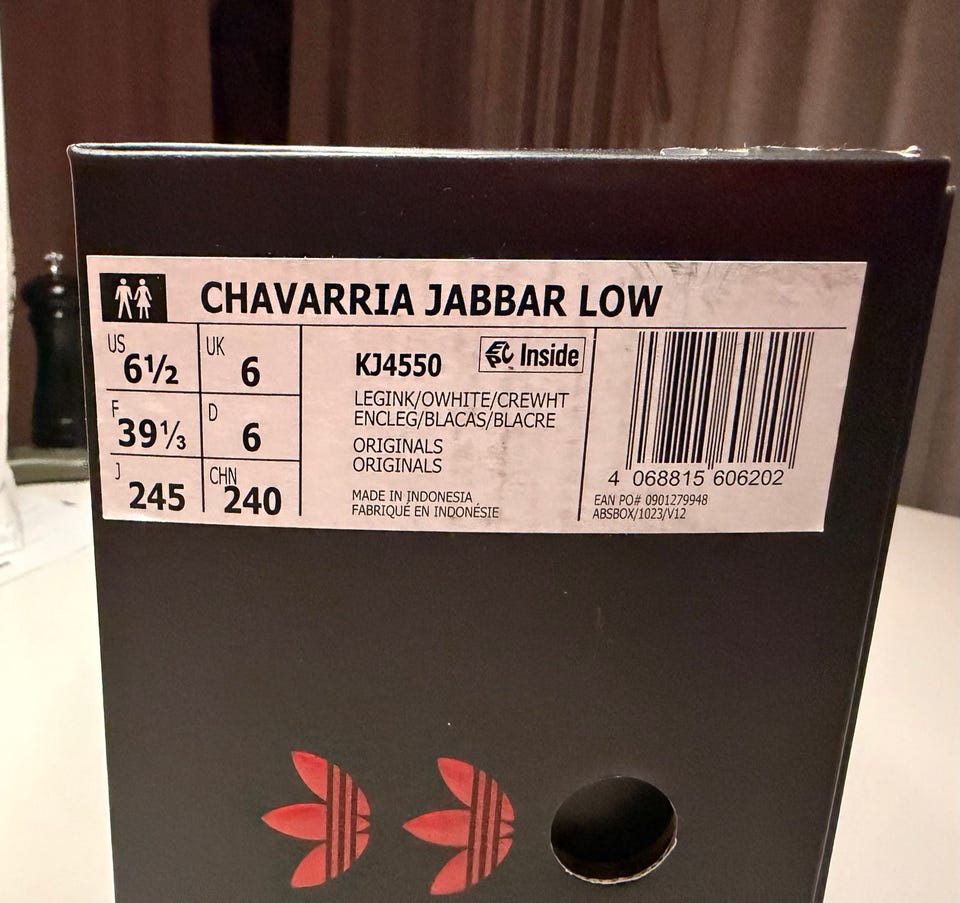 CHAVARRIA JABBAR LOW
US 6½ UK 6
F 39⅓ D 6
J 245 CHN 240
KJ4550
EPC Inside
LEGINK/OWHITE/CREWHT
ENCLEG/BLACAS/BLACRE
ORIGINALS
ORIGINALS
MADE IN INDONESIA
FABRIQUÉ EN INDONÉSIE
4 068815 606202
EAN PO# 0901279948
ABSBOX/1023/V12